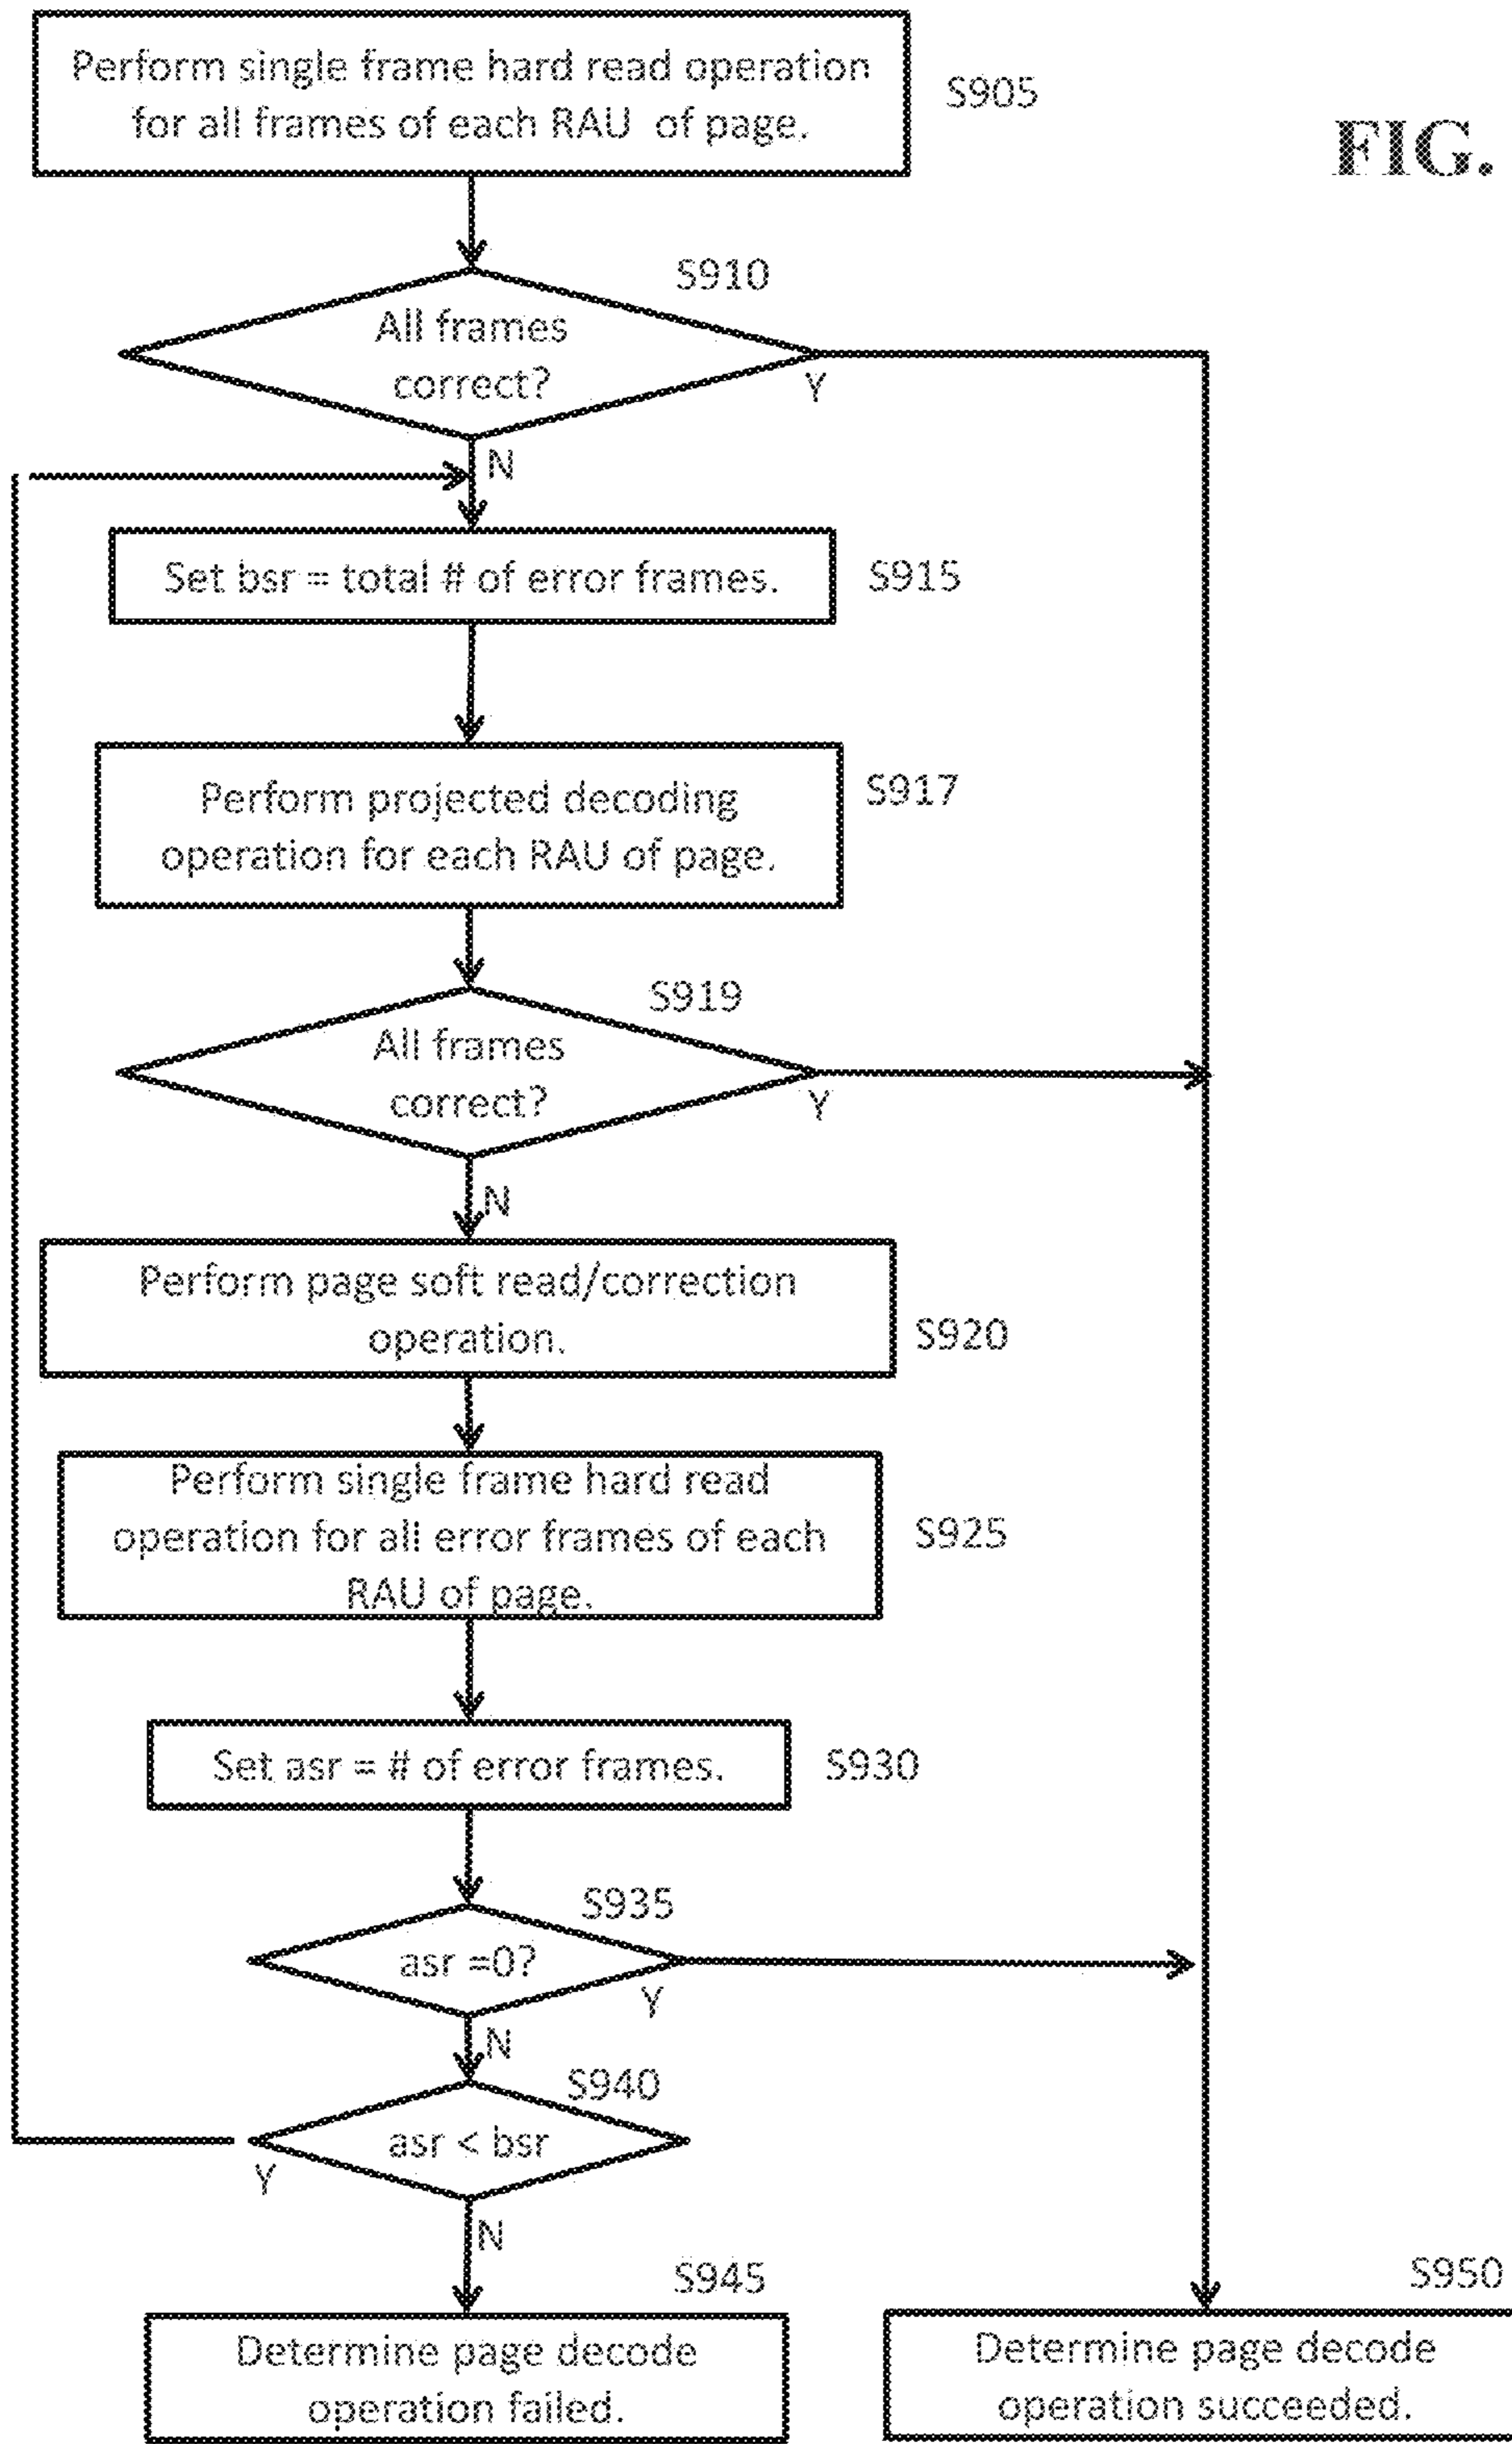 Perform single frame hard read operation
for all frames of each RAU of page.
S905
FIG.
S910
All frames
correct?
Y
N
Set bsr = total # of error frames.
S915
Perform projected decoding
operation for each RAU of page.
S917
S919
All frames
correct?
Y
N
Perform page soft read/correction
operation.
S920
Perform single frame hard read
operation for all error frames of each
RAU of page.
S925
Set asr = # of error frames.
S930
S935
asr =0?
Y
N
S940
asr < bsr
Y
N
S945
Determine page decode
operation failed.
S950
Determine page decode
operation succeeded.